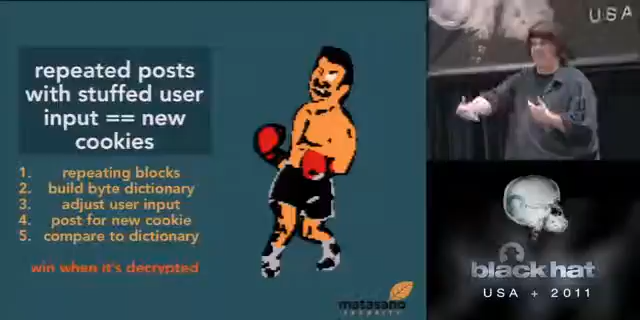 repeated posts
with stuffed user
input == new
cookies
1. repeating blocks
2. build byte dictionary
3. adjust user input
4. post for new cookie
5. compare to dictionary
win when it's decrypted
matasano
SECURITY
USA
black hat
USA + 2011